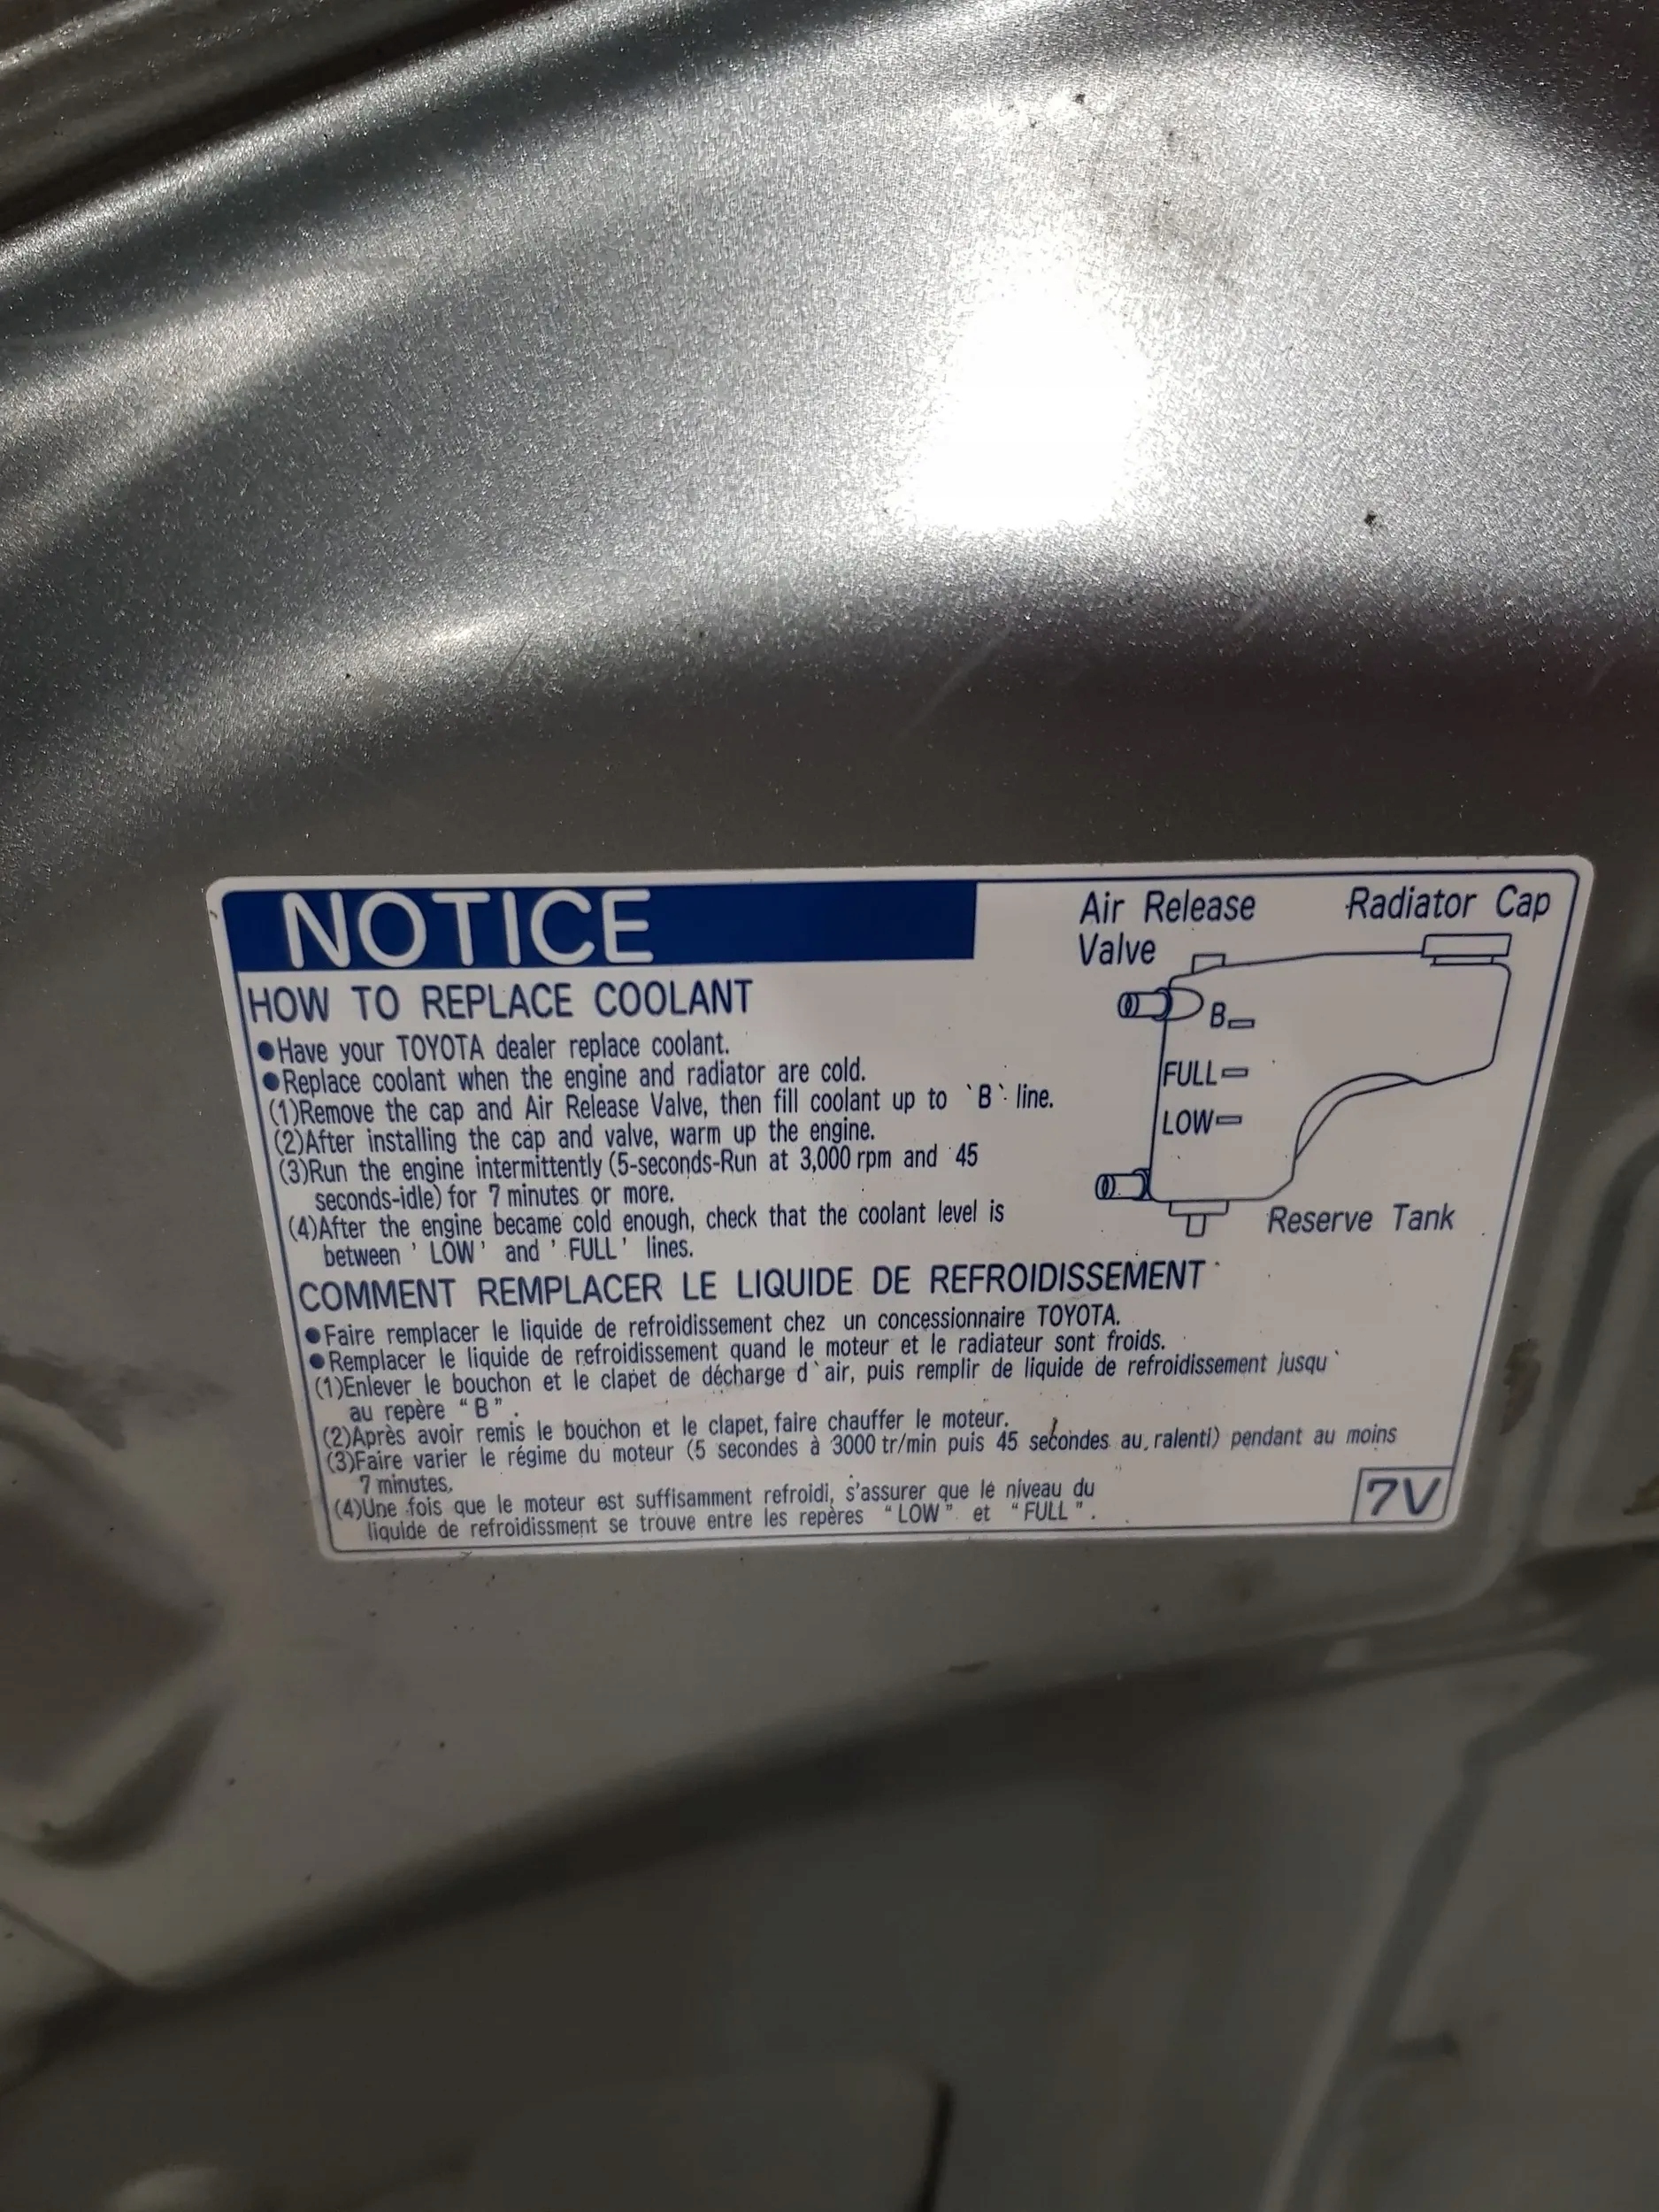 NOTICE
HOW TO REPLACE COOLANT
●Have your TOYOTA dealer replace coolant.
●Replace coolant when the engine and radiator are cold.
(1)Remove the cap and Air Release Valve, then fill coolant up to `B` line.
(2)After installing the cap and valve, warm up the engine.
(3)Run the engine intermittently (5-seconds-Run at 3,000 rpm and 45
seconds-idle) for 7 minutes or more.
(4)After the engine became cold enough, check that the coolant level is
between ' LOW' and ' FULL' lines.
Air Release
Valve
Radiator Cap
B
FULL
LOW
Reserve Tank
COMMENT REMPLACER LE LIQUIDE DE REFROIDISSEMENT
●Faire remplacer le liquide de refroidissement chez un concessionnaire TOYOTA.
●Remplacer le liquide de refroidissement quand le moteur et le radiateur sont froids.
(1)Enlever le bouchon et le clapet de décharge d`air, puis remplir de liquide de refroidissement jusqu`
au repère “B”.
(2)Après avoir remis le bouchon et le clapet, faire chauffer le moteur.
(3)Faire varier le régime du moteur (5 secondes à 3000 tr/min puis 45 secondes au ralenti) pendant au moins
7 minutes.
(4)Une fois que le moteur est suffisamment refroidi, s'assurer que le niveau du
liquide de refroidissment se trouve entre les repères “LOW” et “FULL”.
7V